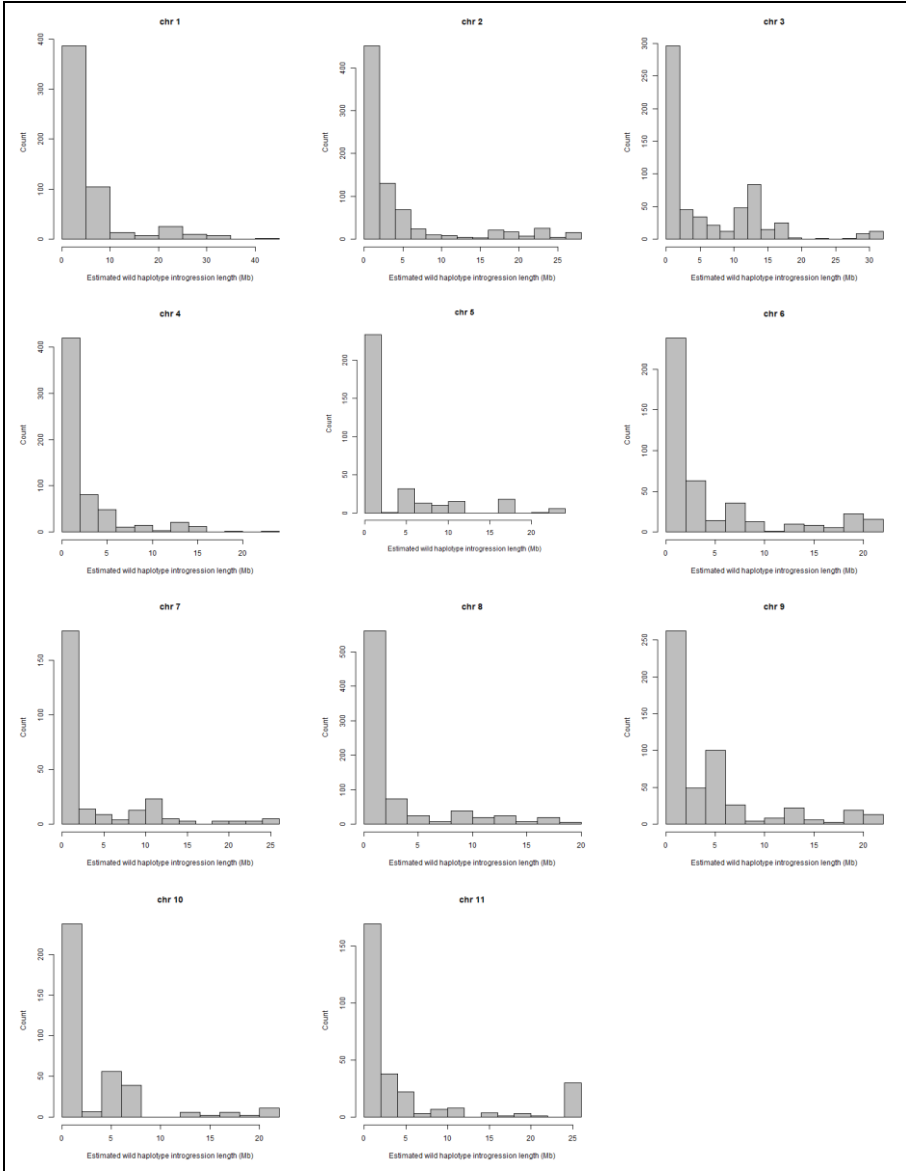 chr 1
Count
0 100 200 300 400
0 10 20 30 40
Estimated wild haplotype introgression length (Mb)
chr 2
Count
0 100 200 300 400
0 5 10 15 20 25
Estimated wild haplotype introgression length (Mb)
chr 3
Count
0 50 100 150 200 250 300
0 5 10 15 20 25 30
Estimated wild haplotype introgression length (Mb)
chr 4
Count
0 100 200 300 400
0 5 10 15 20
Estimated wild haplotype introgression length (Mb)
chr 5
Count
0 50 100 150 200
0 5 10 15 20
Estimated wild haplotype introgression length (Mb)
chr 6
Count
0 50 100 150 200
0 5 10 15 20
Estimated wild haplotype introgression length (Mb)
chr 7
Count
0 50 100 150
0 5 10 15 20 25
Estimated wild haplotype introgression length (Mb)
chr 8
Count
0 100 200 300 400 500
0 5 10 15 20
Estimated wild haplotype introgression length (Mb)
chr 9
Count
0 50 100 150 200 250
0 5 10 15 20
Estimated wild haplotype introgression length (Mb)
chr 10
Count
0 50 100 150 200
0 5 10 15 20
Estimated wild haplotype introgression length (Mb)
chr 11
Count
0 50 100 150
0 5 10 15 20 25
Estimated wild haplotype introgression length (Mb)